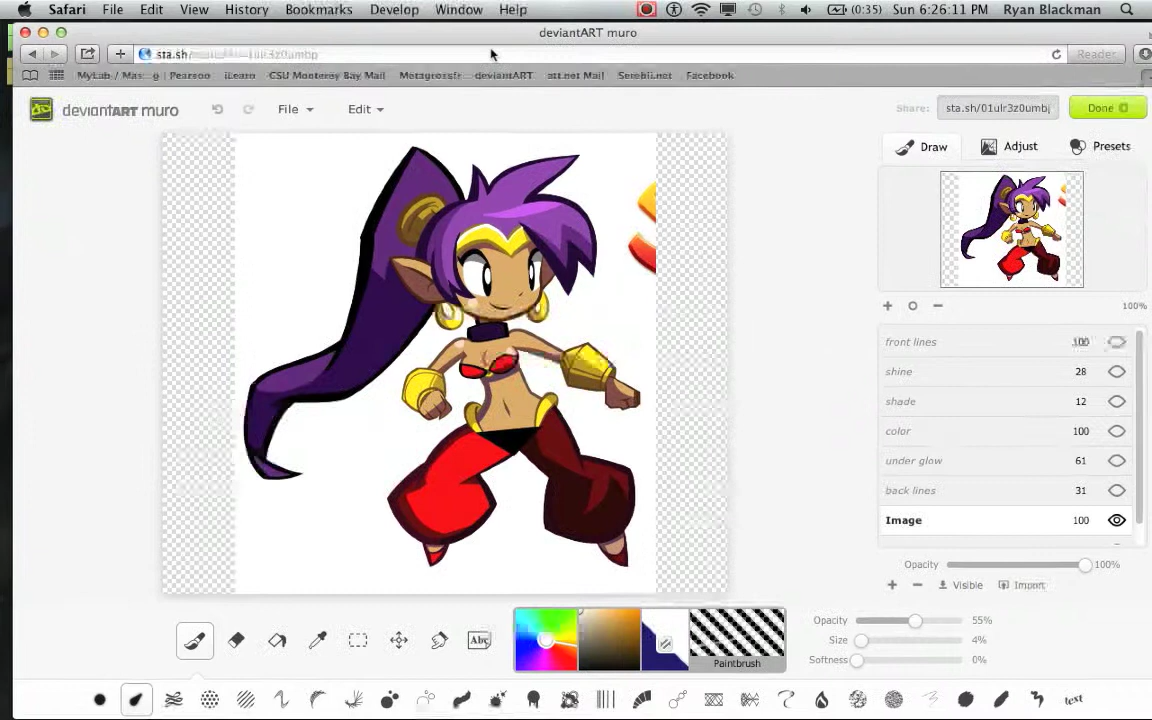 Safari File Edit View History Bookmarks Develop Window Help (0:35) Sun 6:26:11 PM Ryan Blackman
deviantART muro
sta.sh/ Reader
iLearn CSU Monterey Bay Mail deviantART att.net Mail Serebii.net Facebook
deviantART muro File Edit Share: Done
Draw Adjust Presets
100%
front lines 100
shine 28
shade 12
color 100
under glow 61
back lines 31
Image 100
Opacity 100%
Visible Import
Opacity 55%
Abc Size 4%
Paintbrush Softness 0%
text